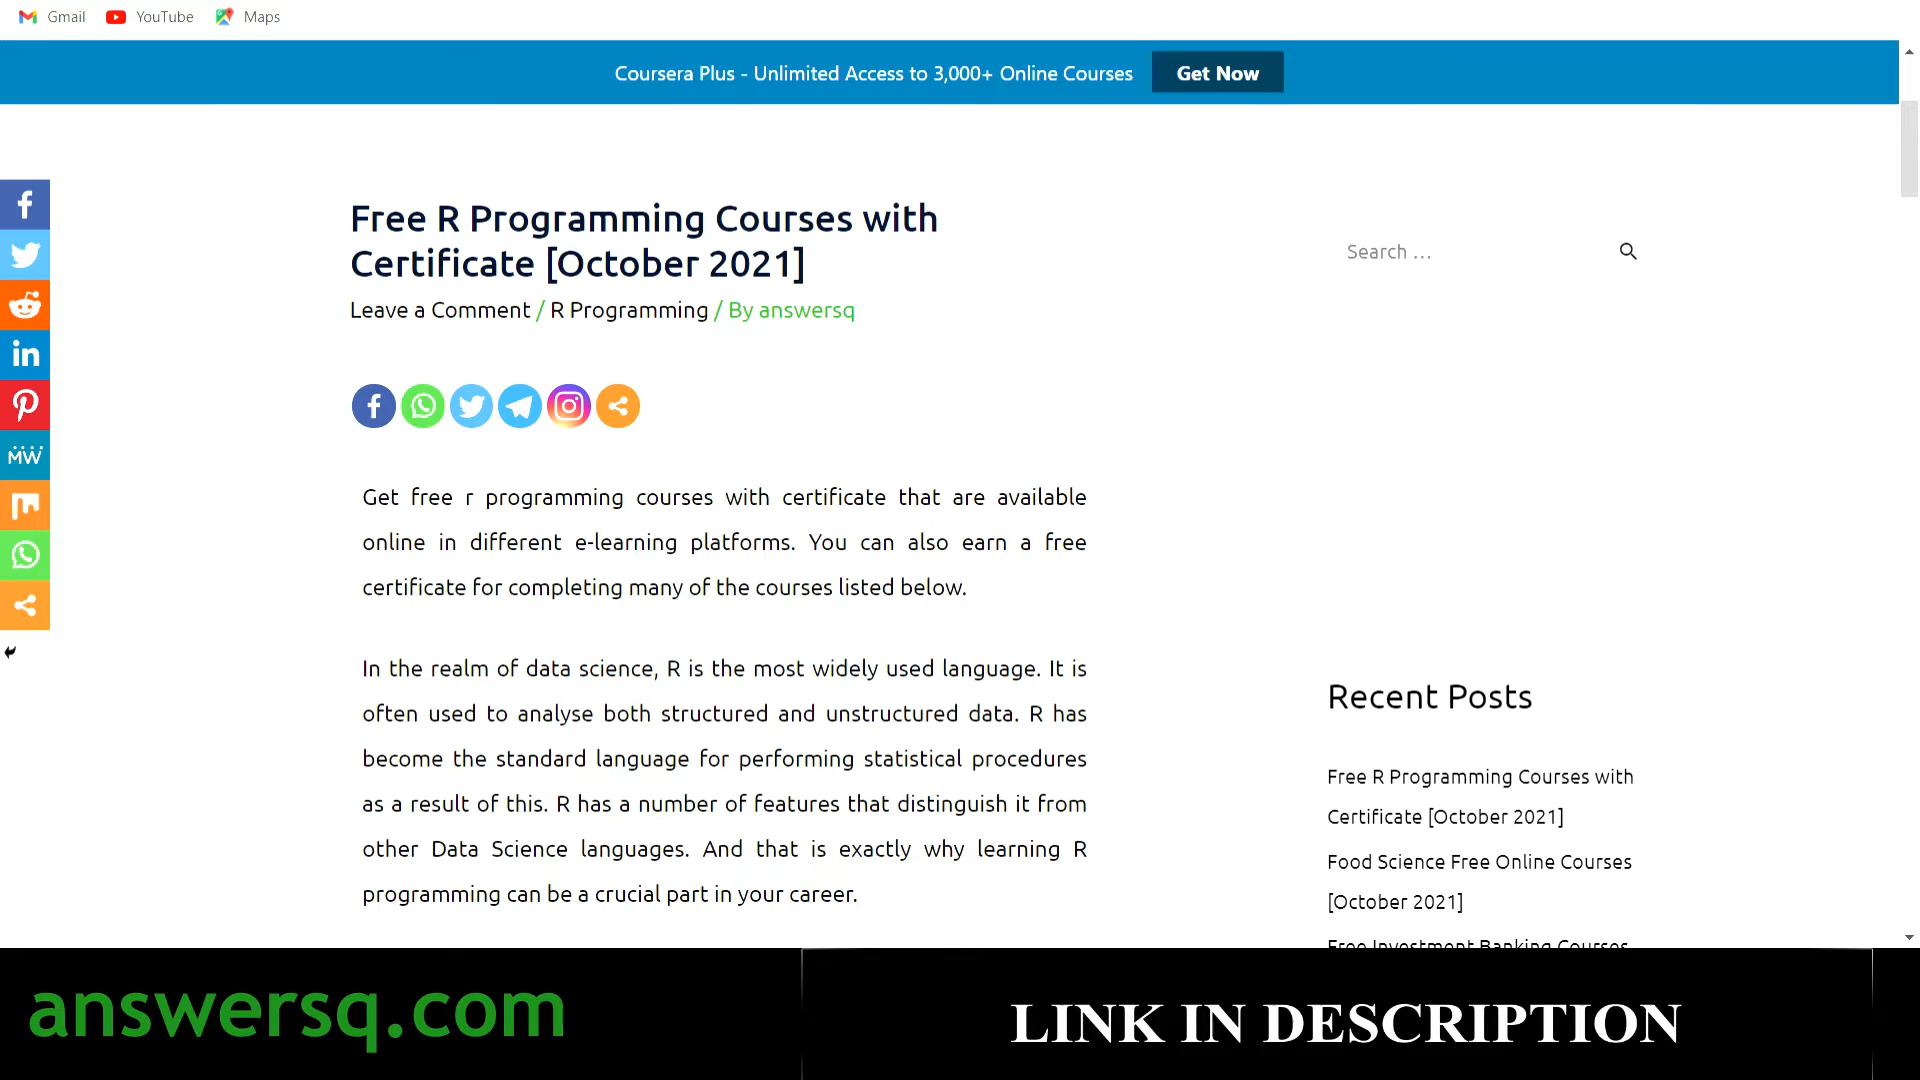 Gmail YouTube Maps
Coursera Plus - Unlimited Access to 3,000+ Online Courses Get Now
Free R Programming Courses with
Certificate [October 2021]
Leave a Comment / R Programming / By answersq
Search ...
Get free r programming courses with certificate that are available
online in different e-learning platforms. You can also earn a free
certificate for completing many of the courses listed below.
In the realm of data science, R is the most widely used language. It is
often used to analyse both structured and unstructured data. R has
become the standard language for performing statistical procedures
as a result of this. R has a number of features that distinguish it from
other Data Science languages. And that is exactly why learning R
programming can be a crucial part in your career.
Recent Posts
Free R Programming Courses with
Certificate [October 2021]
Food Science Free Online Courses
[October 2021]
Free Investment Banking Courses
in
MW
answersq.com
LINK IN DESCRIPTION